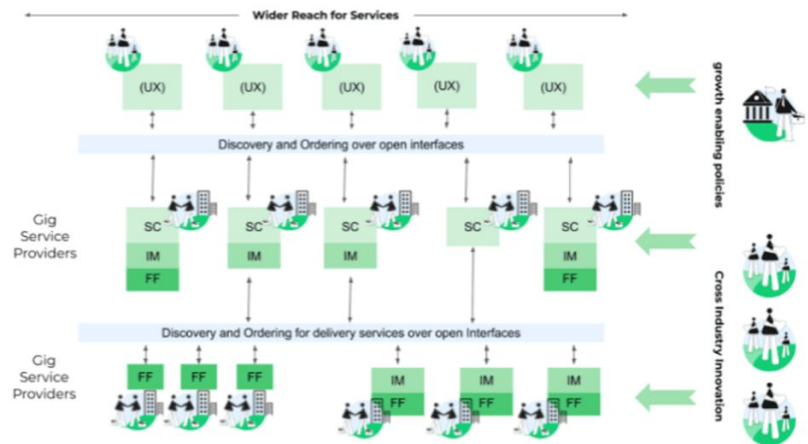 Wider Reach for Services
(UX) (UX) (UX) (UX) (UX)
growth enabling policies
Discovery and Ordering over open interfaces
Gig
Service
Providers
SC SC SC SC SC
IM IM IM IM
FF FF
Cross Industry Innovation
Discovery and Ordering for delivery services over open Interfaces
Gig
Service
Providers
FF FF FF
IM IM IM
FF FF FF